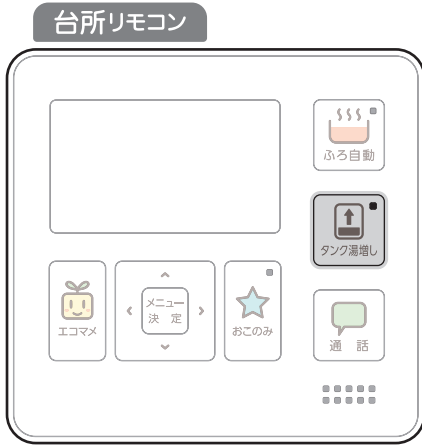 台所リモコン
ふろ自動
タンク湯増し
エコマメ
メニュー
決 定
おこのみ
通 話